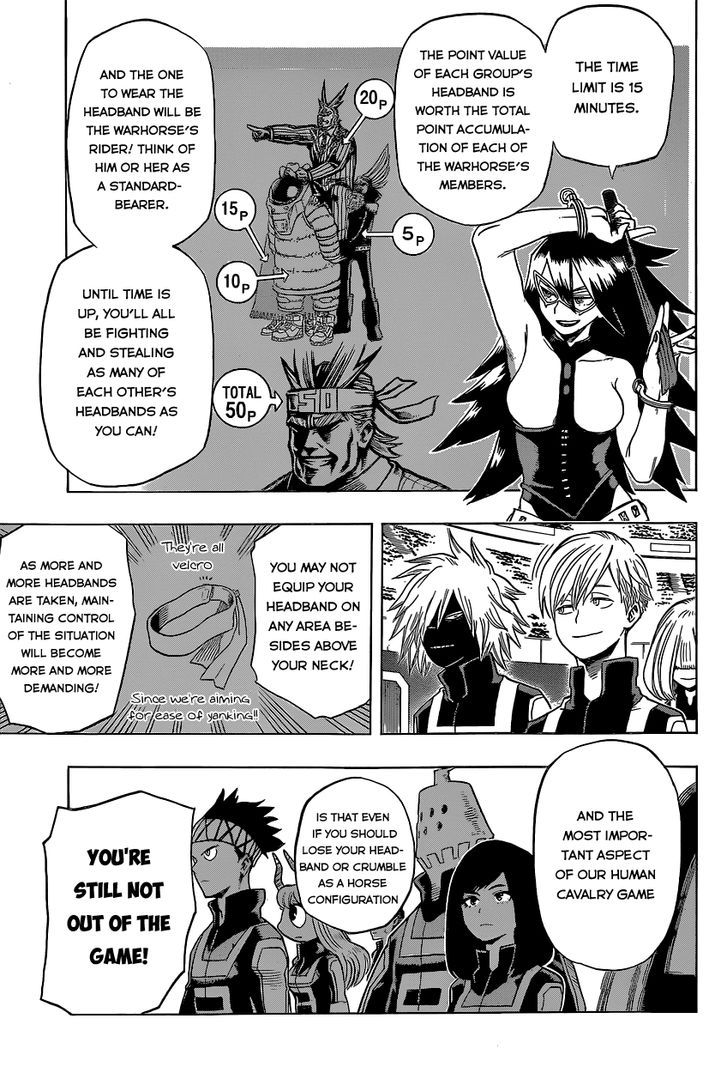 THE TIME
LIMIT IS 15
MINUTES.
THE POINT VALUE
OF EACH GROUP'S
HEADBAND IS
WORTH THE TOTAL
POINT ACCUMULA-
TION OF EACH OF
THE WARHORSE'S
MEMBERS.
AND THE ONE
TO WEAR THE
HEADBAND WILL BE
THE WARHORSE'S
RIDER! THINK OF
HIM OR HER AS
A STANDARD-
BEARER.
20P
15P
5P
10P
UNTIL TIME IS
UP, YOU'LL ALL
BE FIGHTING
AND STEALING
AS MANY OF
EACH OTHER'S
HEADBANDS AS
YOU CAN!
TOTAL
50P
050
YOU MAY NOT
EQUIP YOUR
HEADBAND ON
ANY AREA BE-
SIDES ABOVE
YOUR NECK!
They're all
velcro
Since we're aiming
for ease of yanking!!
AS MORE AND
MORE HEADBANDS
ARE TAKEN, MAIN-
TAINING CONTROL
OF THE SITUATION
WILL BECOME
MORE AND MORE
DEMANDING!
AND THE
MOST IMPOR-
TANT ASPECT
OF OUR HUMAN
CAVALRY GAME
IS THAT EVEN
IF YOU SHOULD
LOSE YOUR HEAD-
BAND OR CRUMBLE
AS A HORSE
CONFIGURATION
YOU'RE
STILL NOT
OUT OF THE
GAME!